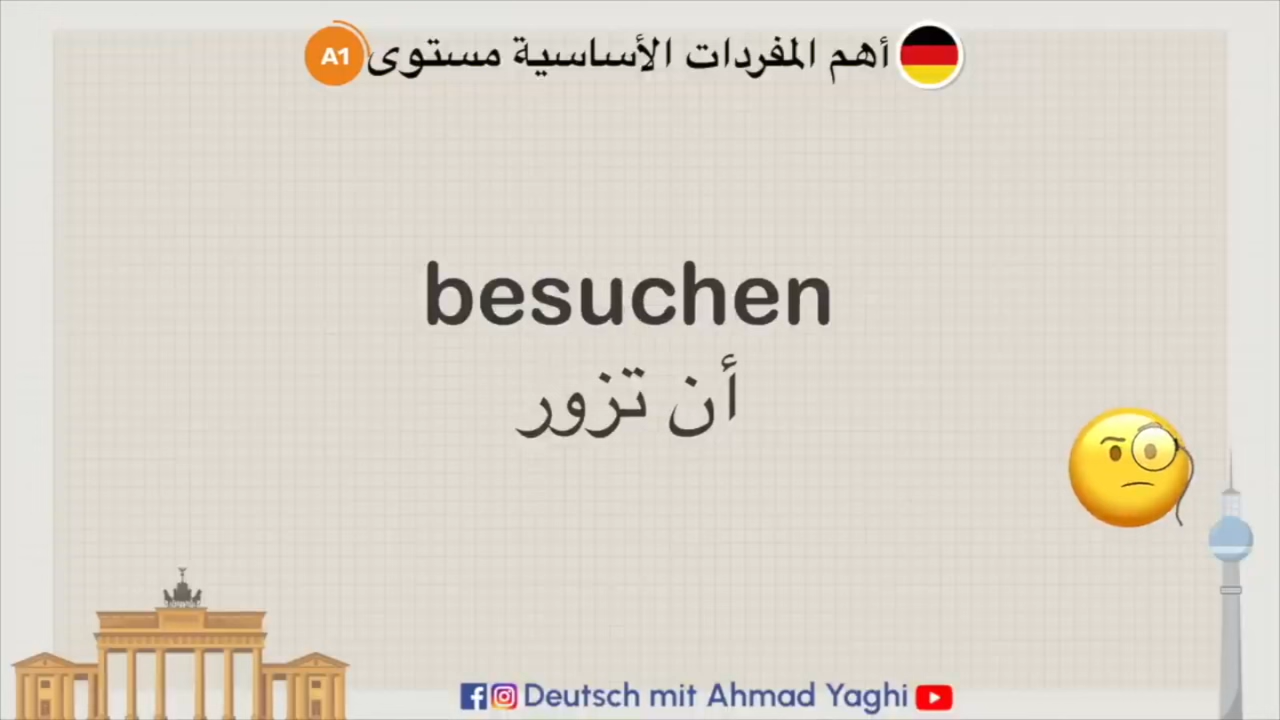 أهم المفردات الأساسية مستوى A1
besuchen
أن تزور
Deutsch mit Ahmad Yaghi